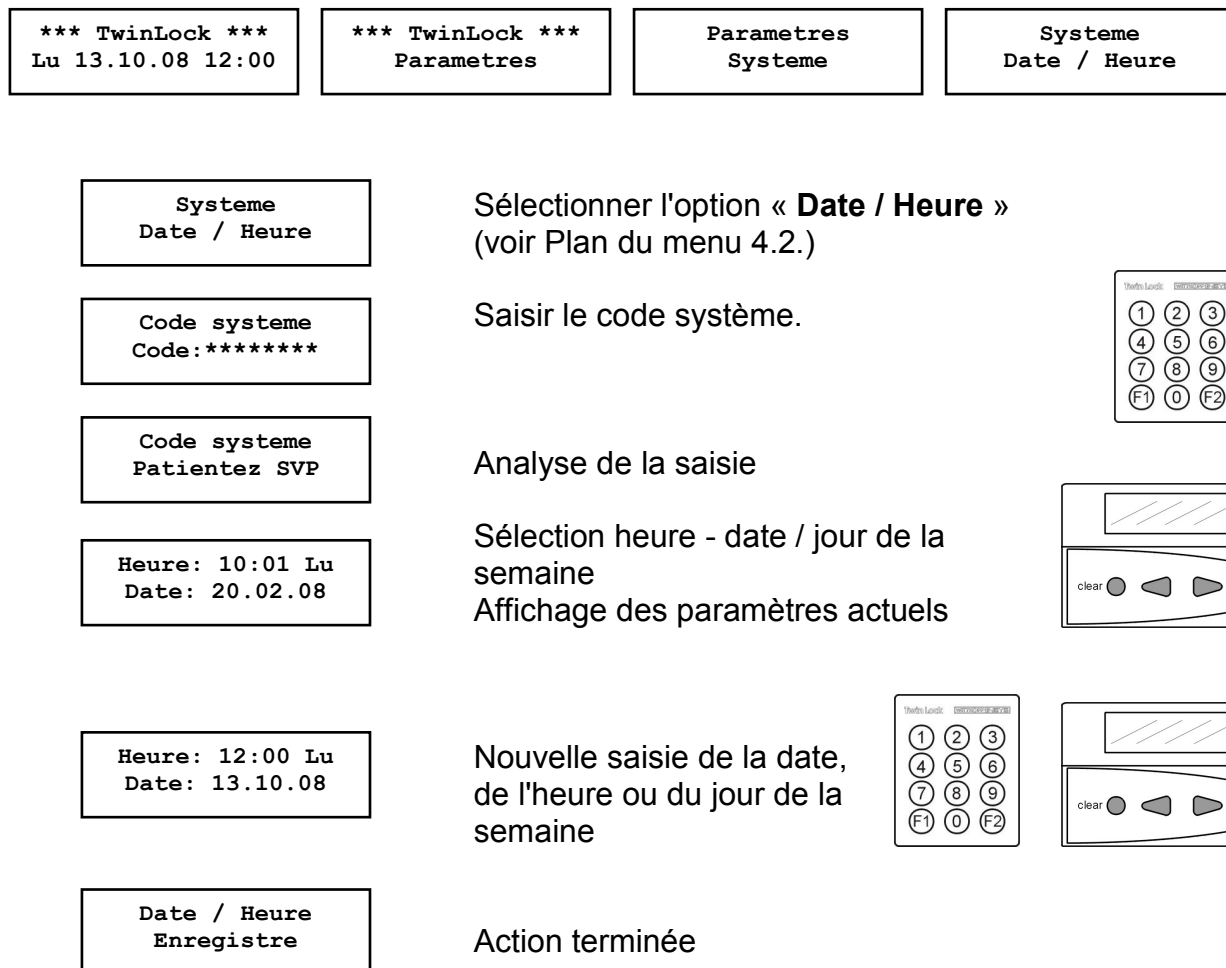 *** TwinLock ***
Lu 13.10.08 12:00
*** TwinLock ***
Parametres
Parametres
Systeme
Systeme
Date / Heure
Systeme
Date / Heure
Sélectionner l'option « Date / Heure »
(voir Plan du menu 4.2.)
Code systeme
Code:********
Saisir le code système.
Twin Lock
1 2 3
4 5 6
7 8 9
F1 0 F2
Code systeme
Patientez SVP
Analyse de la saisie
Heure: 10:01 Lu
Date: 20.02.08
Sélection heure - date / jour de la
semaine
Affichage des paramètres actuels
clear
Heure: 12:00 Lu
Date: 13.10.08
Nouvelle saisie de la date,
de l'heure ou du jour de la
semaine
Twin Lock
1 2 3
4 5 6
7 8 9
F1 0 F2
clear
Date / Heure
Enregistre
Action terminée